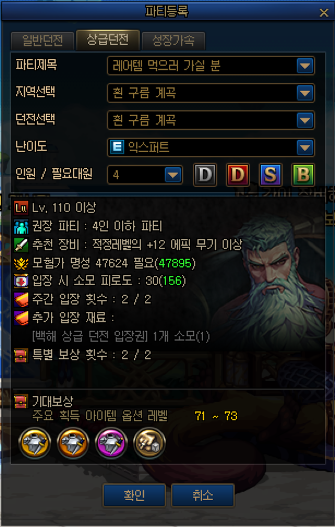 파티등록
일반던전 상급던전 성장가속
파티제목 레어템 먹으러 가실 분
지역선택 흰 구름 계곡
던전선택 흰 구름 계곡
난이도 E 익스퍼트
인원 / 필요대원 4 D D S B
Lv Lv. 110 이상
권장 파티 : 4인 이하 파티
추천 장비 : 적정레벨의 +12 에픽 무기 이상
모험가 명성 47624 필요(47895)
입장 시 소모 피로도 : 30(156)
주간 입장 횟수 : 2 / 2
추가 입장 재료 :
[백해 상급 던전 입장권] 1개 소모(1)
특별 보상 횟수 : 2 / 2
기대보상
주요 획득 아이템 옵션 레벨 71 ~ 73
확인 취소